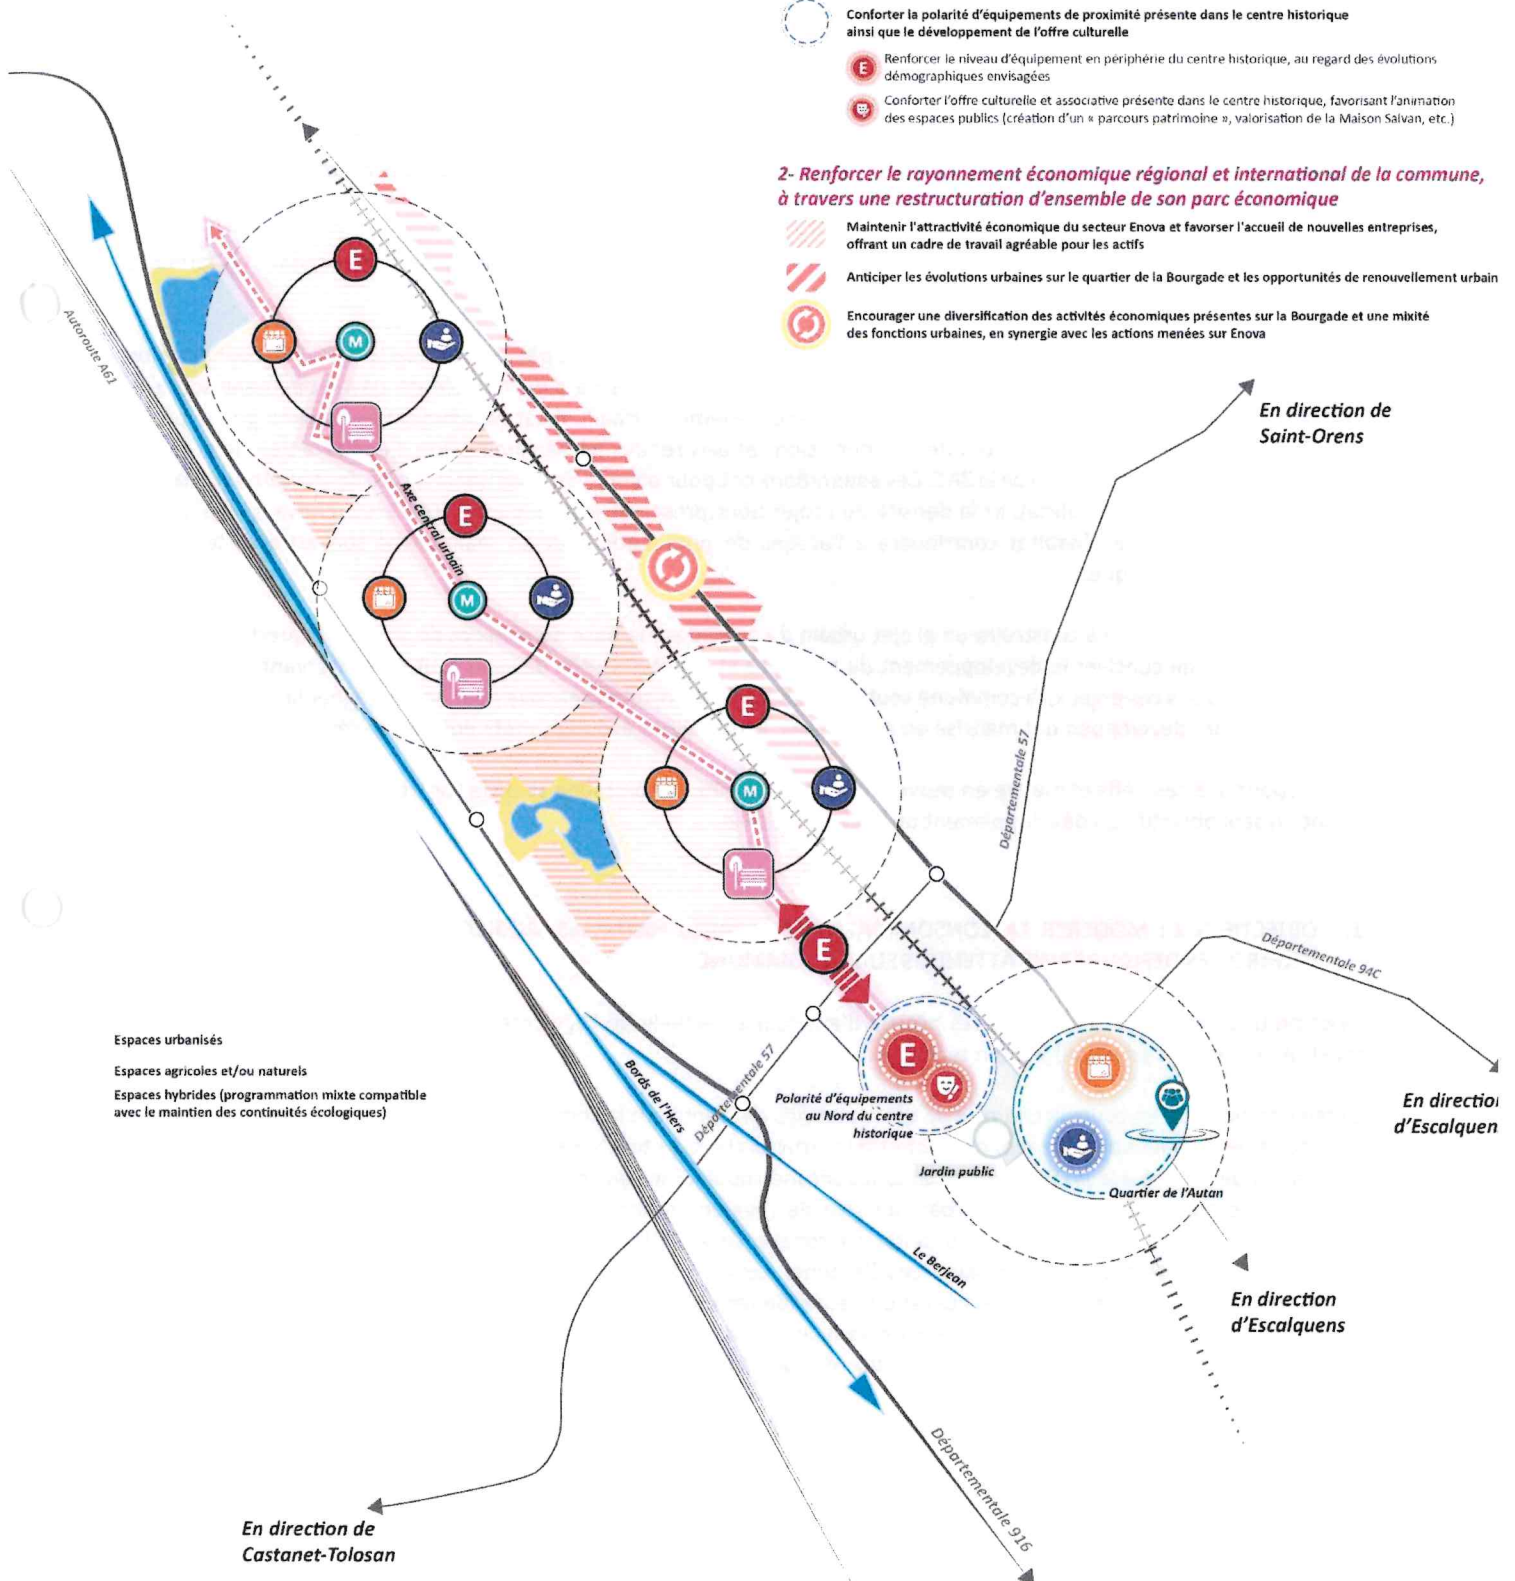 Conforter la polarité d'équipements de proximité présente dans le centre historique
ainsi que le développement de l'offre culturelle
E
Renforcer le niveau d'équipement en périphérie du centre historique, au regard des évolutions
démographiques envisagées
Conforter l'offre culturelle et associative présente dans le centre historique, favorisant l'animation
des espaces publics (création d'un « parcours patrimoine », valorisation de la Maison Salvan, etc.)
2- Renforcer le rayonnement économique régional et international de la commune,
à travers une restructuration d'ensemble de son parc économique
Maintenir l'attractivité économique du secteur Enova et favorser l'accueil de nouvelles entreprises,
offrant un cadre de travail agréable pour les actifs
Anticiper les évolutions urbaines sur le quartier de la Bourgade et les opportunités de renouvellement urbain
Encourager une diversification des activités économiques présentes sur la Bourgade et une mixité
des fonctions urbaines, en synergie avec les actions menées sur Enova
Autoroute A61
E
M
En direction de
Saint-Orens
Axe central urbain
E
M
E
M
Départementale 57
E
Départementale 94C
Espaces urbanisés
Espaces agricoles et/ou naturels
Espaces hybrides (programmation mixte compatible
avec le maintien des continuités écologiques)
Bords de l'Hers
Départementale 57
E
Polarité d'équipements
au Nord du centre
historique
Jardin public
Quartier de l'Autan
En direction
d'Escalquen
Le Berjean
En direction
d'Escalquens
Départementale 916
En direction de
Castanet-Tolosan